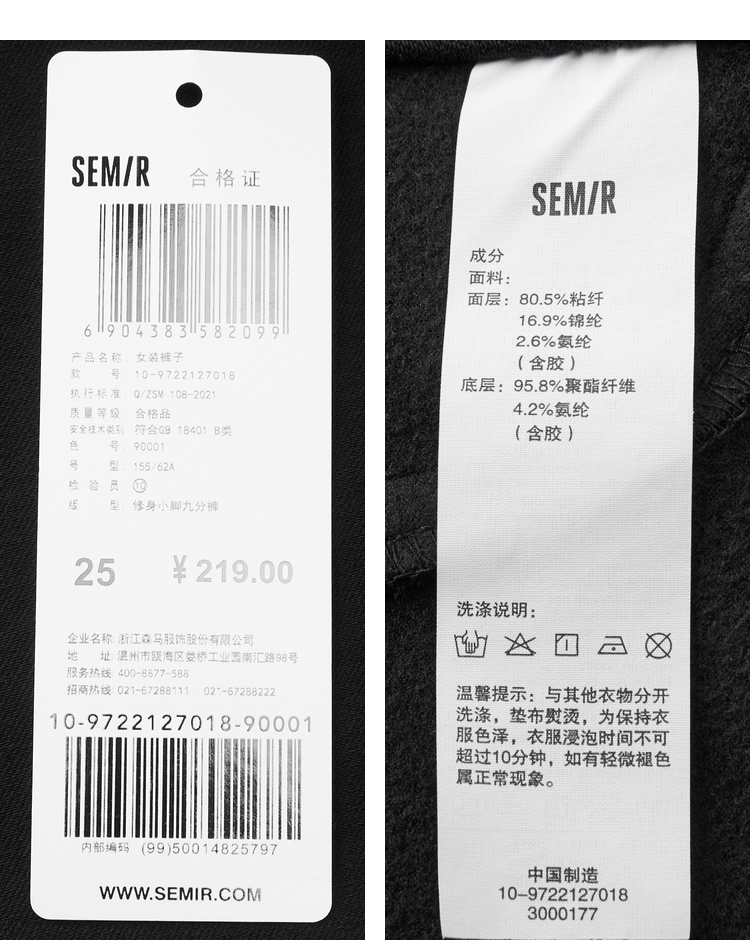 SEMIR 合格证
6 904383 582099
产品名称: 女装裤子
款 号: 10-9722127018
执行标准: Q/ZSM 108-2021
质量等级: 合格品
安全技术类别: 符合GB 18401 B类
色 号: 90001
号 型: 155/62A
检 验 员: 10
版 型: 修身小脚九分裤
25 ¥219.00
企业名称: 浙江森马服饰股份有限公司
地 址: 温州市瓯海区娄桥工业园南汇路98号
服务热线: 400-8877-588
招商热线: 021-67288111 021-67288222
10-9722127018-90001
内部编码 (99)50014825797
WWW.SEMIR.COM
SEMIR
成分
面料:
面层: 80.5%粘纤
16.9%锦纶
2.6%氨纶
(含胶)
底层: 95.8%聚酯纤维
4.2%氨纶
(含胶)
洗涤说明:
温馨提示: 与其他衣物分开
洗涤, 垫布熨烫, 为保持衣
服色泽, 衣服浸泡时间不可
超过10分钟, 如有轻微褪色
属正常现象。
中国制造
10-9722127018
3000177